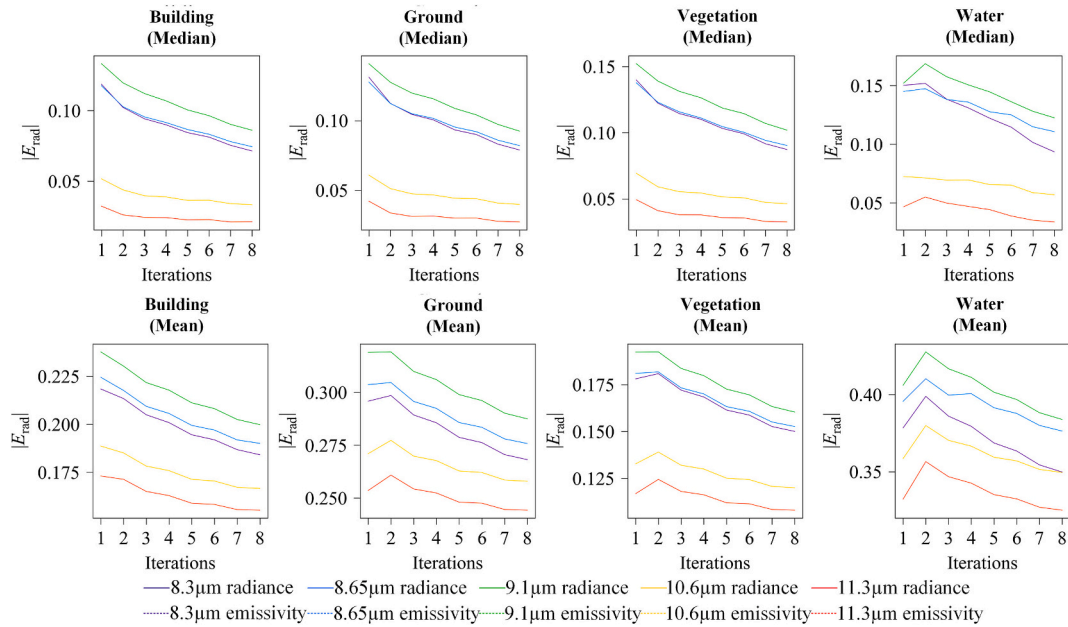 Building
(Median)
Ground
(Median)
Vegetation
(Median)
Water
(Median)
|E_rad|
0.10
0.05
1 2 3 4 5 6 7 8
Iterations
|E_rad|
0.10
0.05
1 2 3 4 5 6 7 8
Iterations
|E_rad|
0.15
0.10
0.05
1 2 3 4 5 6 7 8
Iterations
|E_rad|
0.15
0.10
0.05
1 2 3 4 5 6 7 8
Iterations
Building
(Mean)
Ground
(Mean)
Vegetation
(Mean)
Water
(Mean)
|E_rad|
0.225
0.200
0.175
1 2 3 4 5 6 7 8
Iterations
|E_rad|
0.300
0.275
0.250
1 2 3 4 5 6 7 8
Iterations
|E_rad|
0.175
0.150
0.125
1 2 3 4 5 6 7 8
Iterations
|E_rad|
0.40
0.35
1 2 3 4 5 6 7 8
Iterations
8.3μm radiance 8.65μm radiance 9.1μm radiance 10.6μm radiance 11.3μm radiance
8.3μm emissivity 8.65μm emissivity 9.1μm emissivity 10.6μm emissivity 11.3μm emissivity